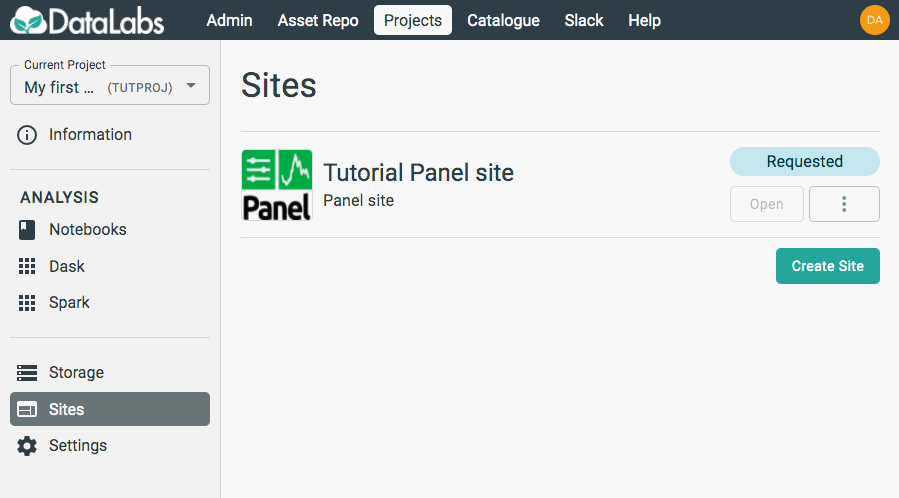 DataLabs Admin Asset Repo Projects Catalogue Slack Help DA
Current Project
My first ... (TUTPROJ)
Information
ANALYSIS
Notebooks
Dask
Spark
Storage
Sites
Settings
Sites
Panel
Tutorial Panel site
Panel site
Requested
Open
Create Site